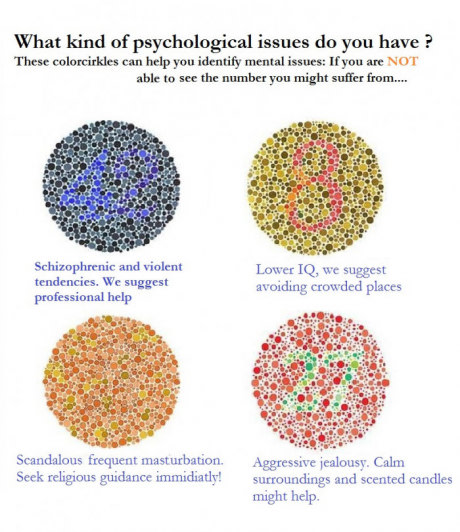 What kind of psychological issues do you have ?
These colorcirkles can help you identify mental issues: If you are NOT
able to see the number you might suffer from....
42
8
Schizophrenic and violent
tendencies. We suggest
professional help
Lower IQ, we suggest
avoiding crowded places
27
Scandalous frequent masturbation.
Seek religious guidance immidiatly!
Aggressive jealousy. Calm
surroundings and scented candles
might help.